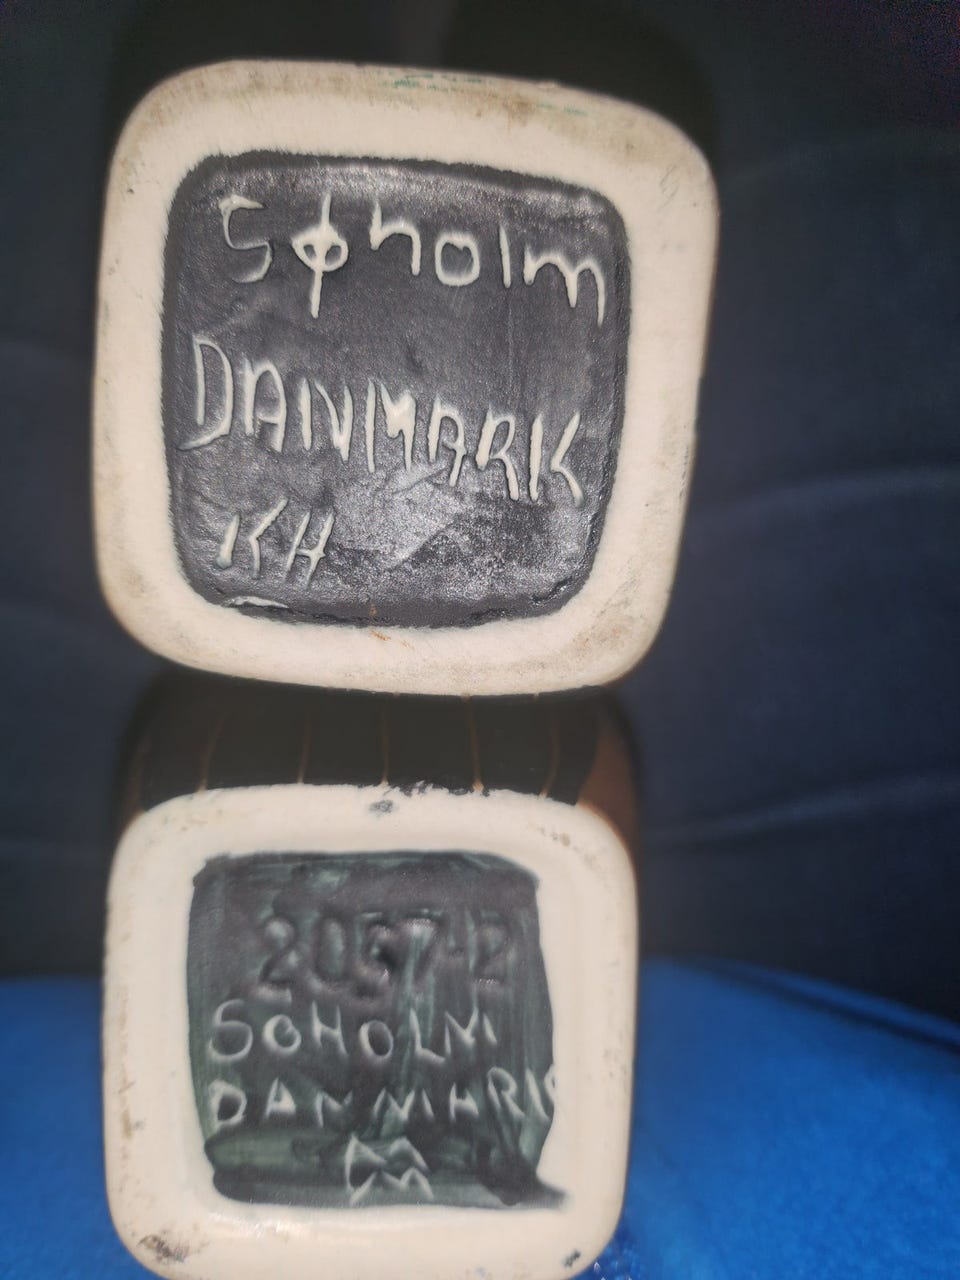 Søholm
DANMARK
KH
2057-2
SØHOLM
DANMARK